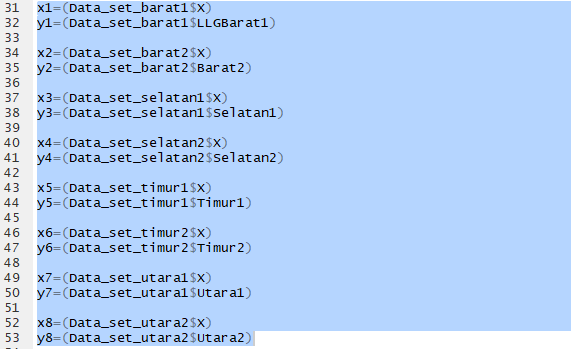 31 x1=(Data_set_barat1$X)
32 y1=(Data_set_barat1$LLGBarat1)
33
34 x2=(Data_set_barat2$X)
35 y2=(Data_set_barat2$Barat2)
36
37 x3=(Data_set_selatan1$X)
38 y3=(Data_set_selatan1$Selatan1)
39
40 x4=(Data_set_selatan2$X)
41 y4=(Data_set_selatan2$Selatan2)
42
43 x5=(Data_set_timur1$X)
44 y5=(Data_set_timur1$Timur1)
45
46 x6=(Data_set_timur2$X)
47 y6=(Data_set_timur2$Timur2)
48
49 x7=(Data_set_utara1$X)
50 y7=(Data_set_utara1$Utara1)
51
52 x8=(Data_set_utara2$X)
53 y8=(Data_set_utara2$Utara2)